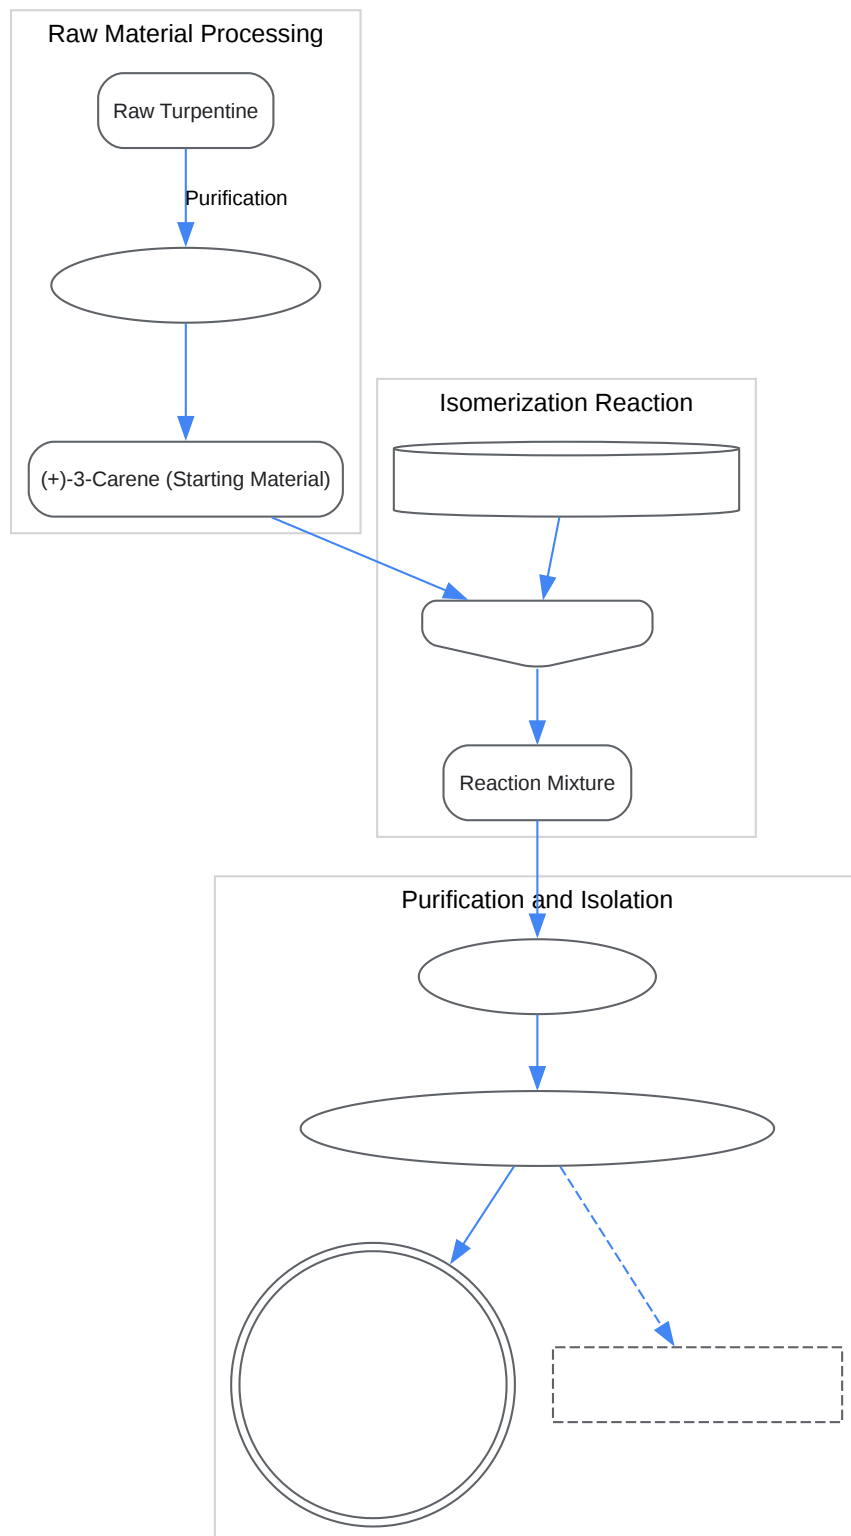 Raw Material Processing
Raw Turpentine
Purification
(+)-3-Carene (Starting Material)
Isomerization Reaction
Reaction Mixture
Purification and Isolation